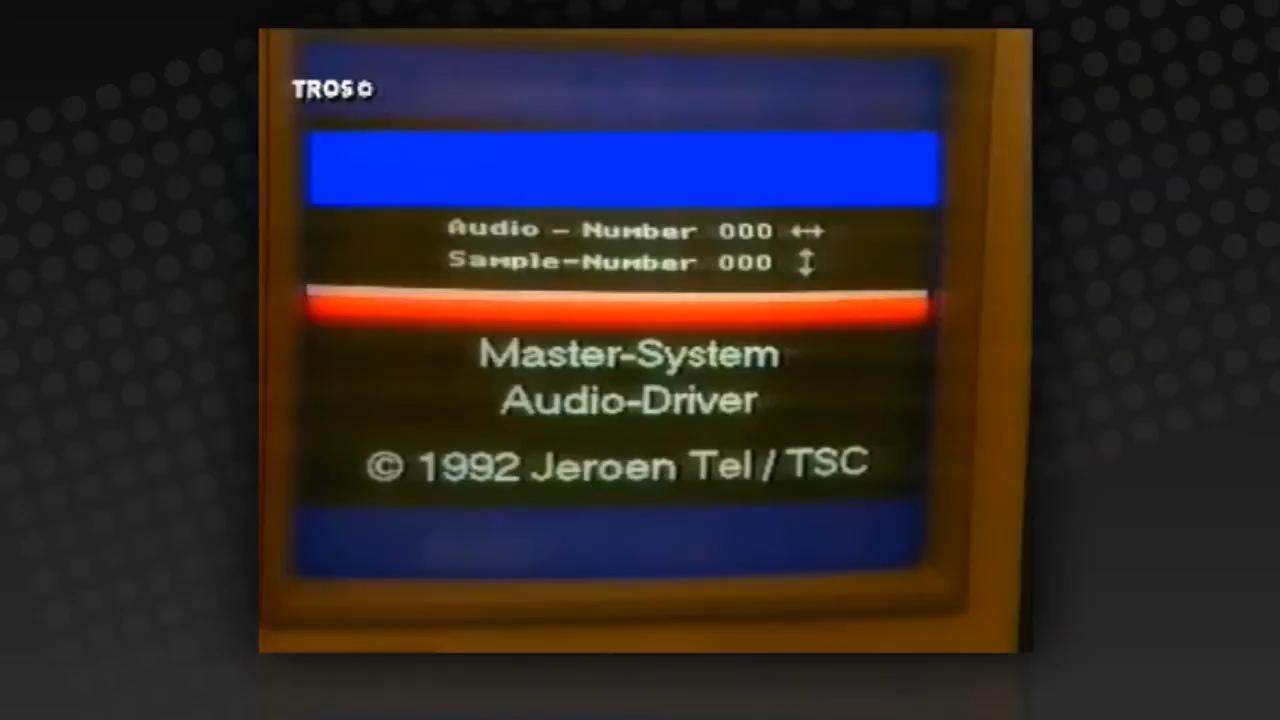 TROS
Audio - Number 000 ↔
Sample-Number 000 ↕
Master-System
Audio-Driver
© 1992 Jeroen Tel / TSC